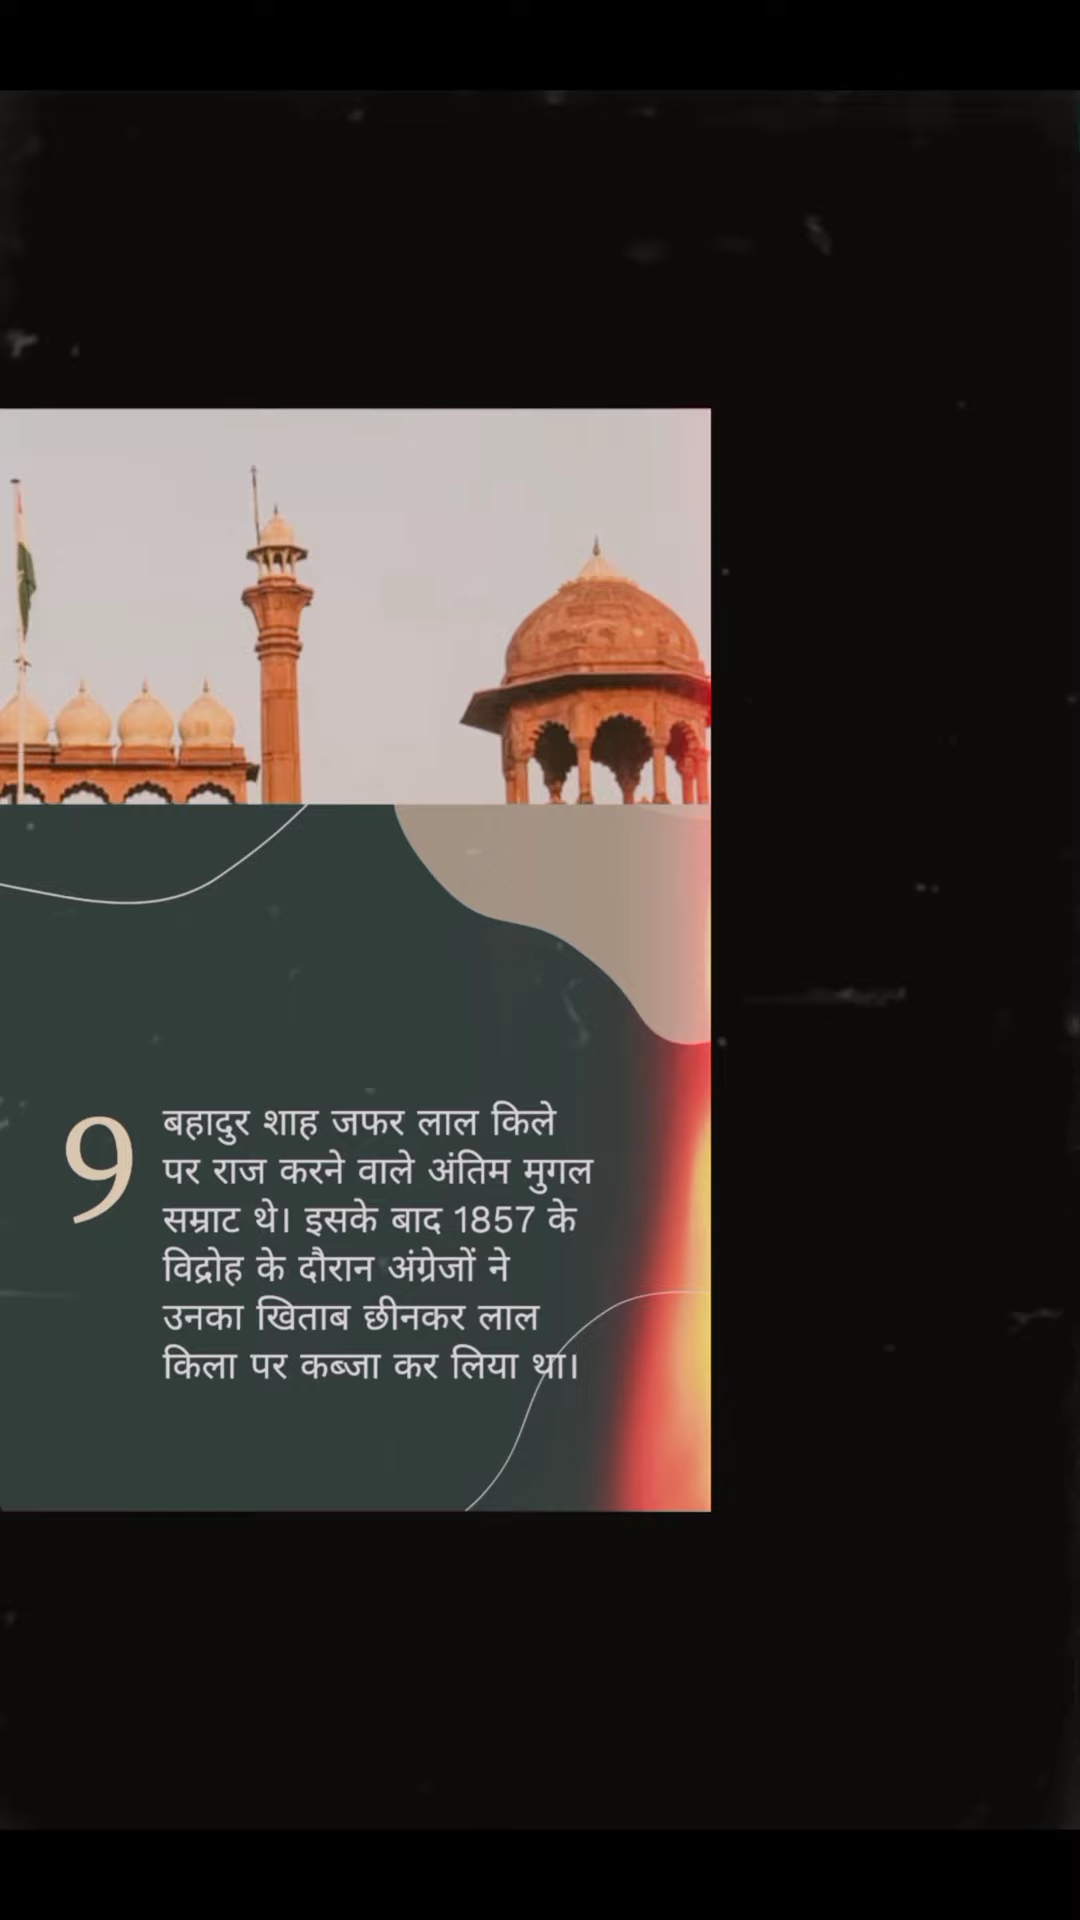 9
बहादुर शाह जफर लाल किले
पर राज करने वाले अंतिम मुगल
सम्राट थे। इसके बाद 1857 के
विद्रोह के दौरान अंग्रेजों ने
उनका खिताब छीनकर लाल
किला पर कब्जा कर लिया था।